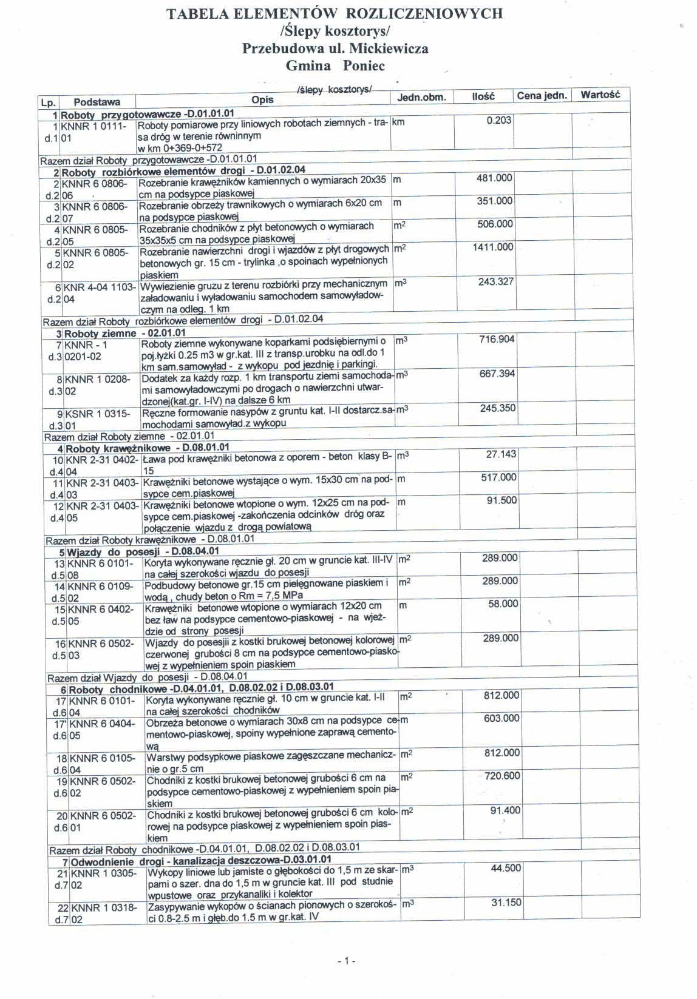 TABELA ELEMENTÓW ROZLICZENIOWYCH
/Ślepy kosztorys/
Przebudowa ul. Mickiewicza
Gmina Poniec
/ślepy kosztorys/
Lp. Podstawa Opis Jedn.obm. Ilość Cena jedn. Wartość
1 Roboty przygotowawcze -D.01.01.01
1 KNNR 1 0111- Roboty pomiarowe przy liniowych robotach ziemnych - tra- km 0.203
d.1 01 sa dróg w terenie równinnym
w km 0+369-0+572
Razem dział Roboty przygotowawcze -D.01.01.01
2 Roboty rozbiórkowe elementów drogi - D.01.02.04
2 KNNR 6 0806- Rozebranie krawężników kamiennych o wymiarach 20x35 m 481.000
d.2 06 cm na podsypce piaskowej
3 KNNR 6 0806- Rozebranie obrzeży trawnikowych o wymiarach 6x20 cm m 351.000
d.2 07 na podsypce piaskowej
4 KNNR 6 0805- Rozebranie chodników z płyt betonowych o wymiarach m2 506.000
d.2 05 35x35x5 cm na podsypce piaskowej
5 KNNR 6 0805- Rozebranie nawierzchni drogi i wjazdów z płyt drogowych m2 1411.000
d.2 02 betonowych gr. 15 cm - trylinka ,o spoinach wypełnionych
piaskiem
6 KNR 4-04 1103- Wywiezienie gruzu z terenu rozbiórki przy mechanicznym m3 243.327
d.2 04 załadowaniu i wyładowaniu samochodem samowyładow-
czym na odleg. 1 km
Razem dział Roboty rozbiórkowe elementów drogi - D.01.02.04
3 Roboty ziemne - 02.01.01
7 KNNR - 1 Roboty ziemne wykonywane koparkami podsiębiernymi o m3 716.904
d.3 0201-02 poj.łyżki 0.25 m3 w gr.kat. III z transp.urobku na odl.do 1
km sam.samowyład - z wykopu pod jezdnię i parkingi.
8 KNNR 1 0208- Dodatek za każdy rozp. 1 km transportu ziemi samochoda- m3 667.394
d.3 02 mi samowyładowczymi po drogach o nawierzchni utwar-
dzonej(kat.gr. I-IV) na dalsze 6 km
9 KSNR 1 0315- Ręczne formowanie nasypów z gruntu kat. I-II dostarcz.sa- m3 245.350
d.3 01 mochodami samowyład.z wykopu
Razem dział Roboty ziemne - 02.01.01
4 Roboty krawężnikowe - D.08.01.01
10 KNR 2-31 0402- Ława pod krawężniki betonowa z oporem - beton klasy B- m3 27.143
d.4 04 15
11 KNR 2-31 0403- Krawężniki betonowe wystające o wym. 15x30 cm na pod- m 517.000
d.4 03 sypce cem.piaskowej
12 KNR 2-31 0403- Krawężniki betonowe wtopione o wym. 12x25 cm na pod- m 91.500
d.4 05 sypce cem.piaskowej -zakończenia odcinków dróg oraz
połączenie wjazdu z drogą powiatową
Razem dział Roboty krawężnikowe - D.08.01.01
5 Wjazdy do posesji - D.08.04.01
13 KNNR 6 0101- Koryta wykonywane ręcznie gł. 20 cm w gruncie kat. III-IV m2 289.000
d.5 08 na całej szerokości wjazdu do posesji
14 KNNR 6 0109- Podbudowy betonowe gr.15 cm pielęgnowane piaskiem i m2 289.000
d.5 02 wodą , chudy beton o Rm = 7,5 MPa
15 KNNR 6 0402- Krawężniki betonowe wtopione o wymiarach 12x20 cm m 58.000
d.5 05 bez ław na podsypce cementowo-piaskowej - na wjeź-
dzie od strony posesji
16 KNNR 6 0502- Wjazdy do posesjii z kostki brukowej betonowej kolorowej m2 289.000
d.5 03 czerwonej grubości 8 cm na podsypce cementowo-piasko-
wej z wypełnieniem spoin piaskiem
Razem dział Wjazdy do posesji - D.08.04.01
6 Roboty chodnikowe -D.04.01.01, D.08.02.02 i D.08.03.01
17 KNNR 6 0101- Koryta wykonywane ręcznie gł. 10 cm w gruncie kat. I-II m2 812.000
d.6 04 na całej szerokości chodników
17' KNNR 6 0404- Obrzeża betonowe o wymiarach 30x8 cm na podsypce ce- m 603.000
d.6 05 mentowo-piaskowej, spoiny wypełnione zaprawą cemento-
wą
18 KNNR 6 0105- Warstwy podsypkowe piaskowe zagęszczane mechanicz- m2 812.000
d.6 04 nie o gr.5 cm
19 KNNR 6 0502- Chodniki z kostki brukowej betonowej grubości 6 cm na m2 720.600
d.6 02 podsypce cementowo-piaskowej z wypełnieniem spoin pia-
skiem
20 KNNR 6 0502- Chodniki z kostki brukowej betonowej grubości 6 cm kolo- m2 91.400
d.6 01 rowej na podsypce piaskowej z wypełnieniem spoin pias-
kiem
Razem dział Roboty chodnikowe -D.04.01.01, D.08.02.02 i D.08.03.01
7 Odwodnienie drogi - kanalizacja deszczowa-D.03.01.01
21 KNNR 1 0305- Wykopy liniowe lub jamiste o głębokości do 1,5 m ze skar- m3 44.500
d.7 02 pami o szer. dna do 1,5 m w gruncie kat. III pod studnie
wpustowe oraz przykanaliki i kolektor
22 KNNR 1 0318- Zasypywanie wykopów o ścianach pionowych o szerokoś- m3 31.150
d.7 02 ci 0.8-2.5 m i głęb.do 1.5 m w gr.kat. IV
- 1 -